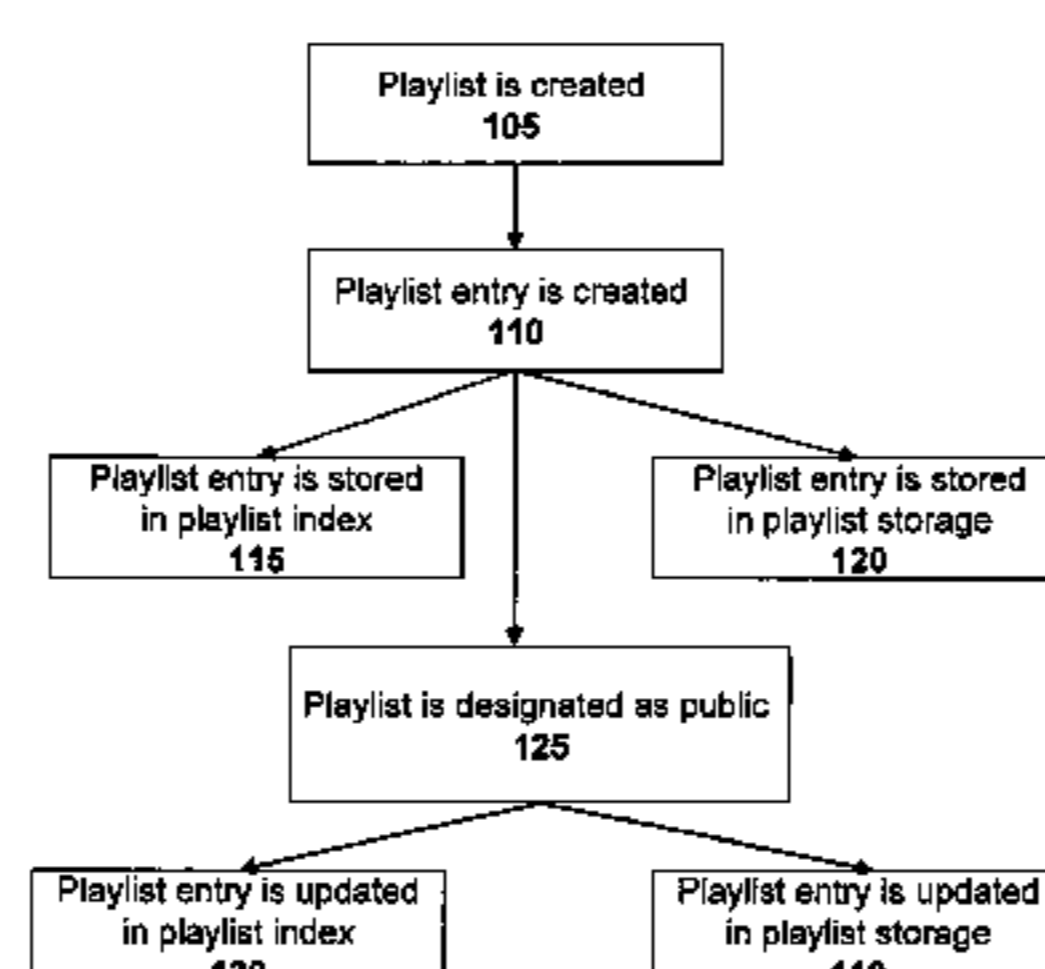 Playlist is created
105
Playlist entry is created
110
Playlist entry is stored
in playlist index
115
Playlist entry is stored
in playlist storage
120
Playlist is designated as public
125
Playlist entry is updated
in playlist index
Playlist entry is updated
in playlist storage